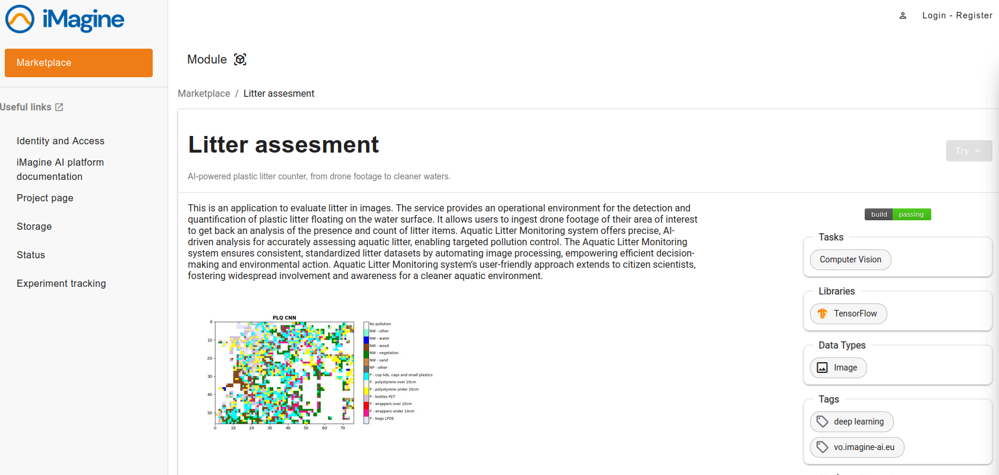 iMagine
Login - Register
Marketplace
Module
Useful links
Marketplace / Litter assesment
Identity and Access
iMagine AI platform
documentation
Project page
Storage
Status
Experiment tracking
Litter assesment
Try
AI-powered plastic litter counter, from drone footage to cleaner waters.
This is an application to evaluate litter in images. The service provides an operational environment for the detection and
quantification of plastic litter floating on the water surface. It allows users to ingest drone footage of their area of interest
to get back an analysis of the presence and count of litter items. Aquatic Litter Monitoring system offers precise, AI-
driven analysis for accurately assessing aquatic litter, enabling targeted pollution control. The Aquatic Litter Monitoring
system ensures consistent, standardized litter datasets by automating image processing, empowering efficient decision-
making and environmental action. Aquatic Litter Monitoring system's user-friendly approach extends to citizen scientists,
fostering widespread involvement and awareness for a cleaner aquatic environment.
PLQ CNN
0
10
20
30
40
50
0 10 20 30 40 50 60 70
No pollution
NW - other
NW - water
NW - wood
NW - vegetation
NW - sand
NP - other
P - cup lids, caps and small plastics
P - polystyrene over 20cm
P - polystyrene under 20cm
P - bottles PET
P - wrappers over 10cm
P - wrappers under 10cm
P - bags LPDE
build passing
Tasks
Computer Vision
Libraries
TensorFlow
Data Types
Image
Tags
deep learning
vo.imagine-ai.eu